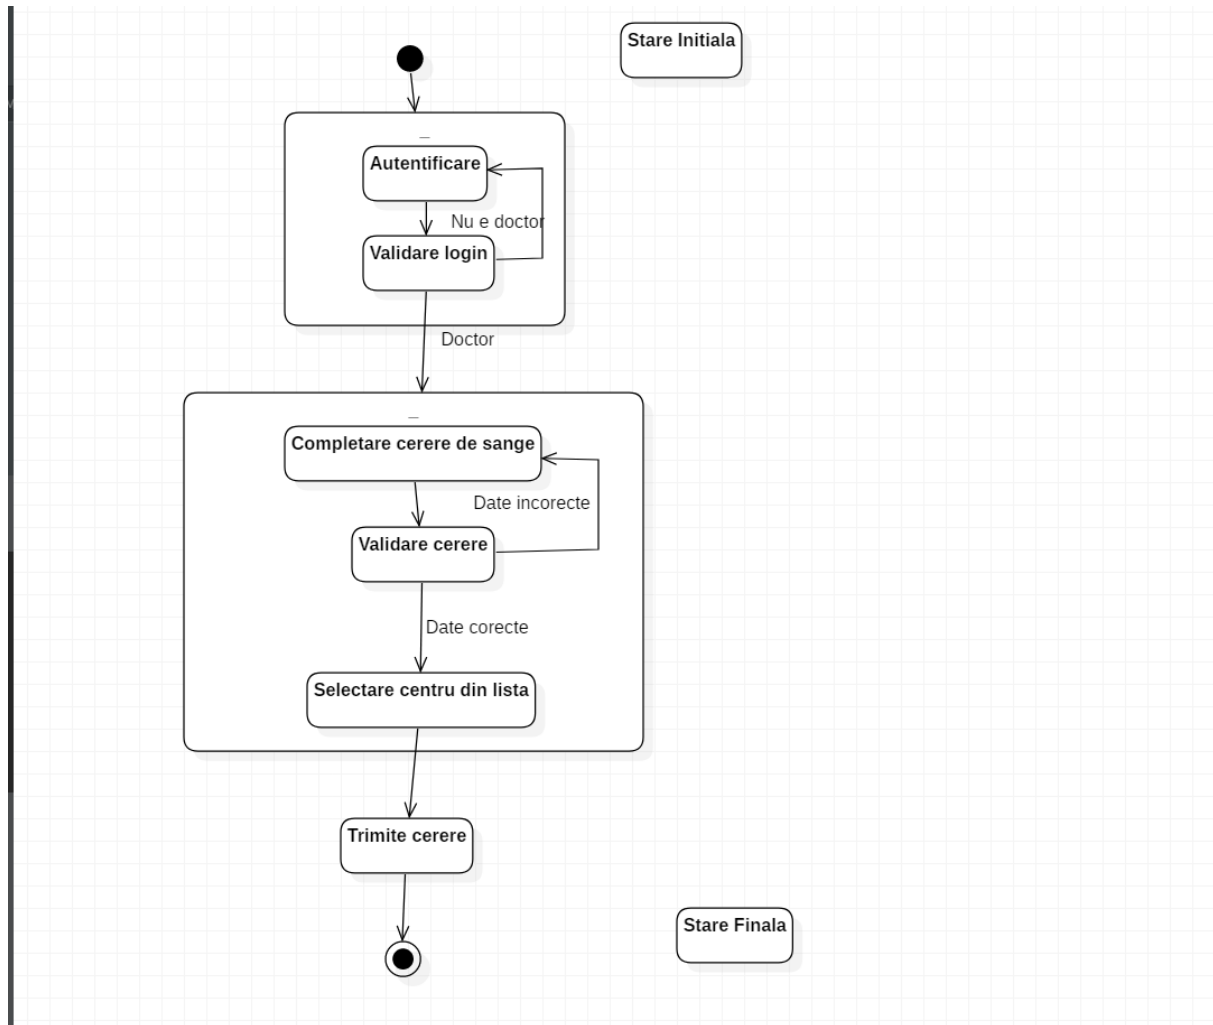 Stare Initiala
Autentificare
Nu e doctor
Validare login
Doctor
Completare cerere de sange
Date incorecte
Validare cerere
Date corecte
Selectare centru din lista
Trimite cerere
Stare Finala